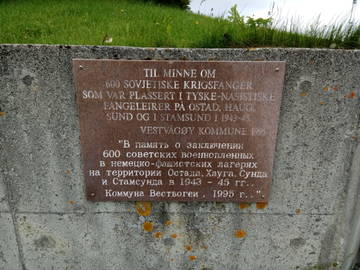 TIL MINNE OM
600 SOVJETISKE KRIGSFANGER
SOM VAR PLASSERT I TYSKE-NASISTISKE
FANGELEIRER PÅ OSTAD, HAUG,
SUND OG I STAMSUND I 1943-45.
VESTVÅGØY KOMMUNE 1995
"В память о заключении
600 советских военнопленных
в немецко-фашистских лагерях
на территории Остада, Хауга, Сунда
и Стамсунда в 1943 - 45 гг..
Коммуна Вествогеи . 1995 г..".